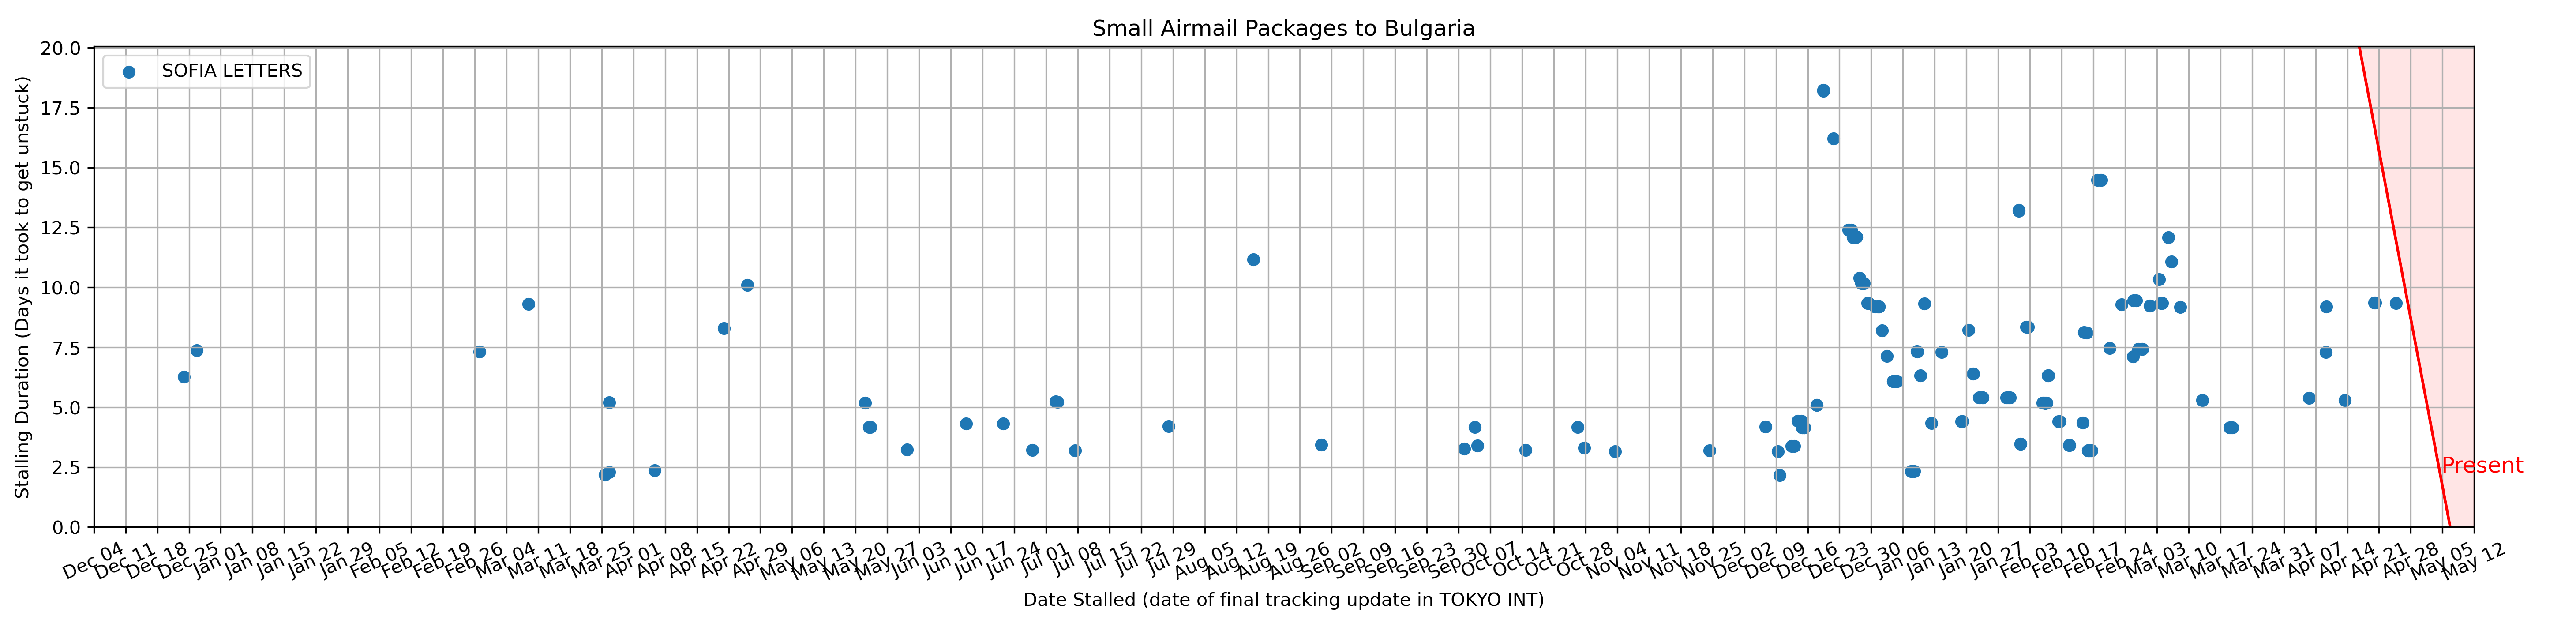 Small Airmail Packages to Bulgaria
SOFIA LETTERS
Stalling Duration (Days it took to get unstuck)
20.0
17.5
15.0
12.5
10.0
7.5
5.0
2.5
0.0
Present
Dec 04
Dec 11
Dec 18
Dec 25
Jan 01
Jan 08
Jan 15
Jan 22
Jan 29
Feb 05
Feb 12
Feb 19
Feb 26
Mar 04
Mar 11
Mar 18
Mar 25
Apr 01
Apr 08
Apr 15
Apr 22
Apr 29
May 06
May 13
May 20
May 27
Jun 03
Jun 10
Jun 17
Jun 24
Jul 01
Jul 08
Jul 15
Jul 22
Jul 29
Aug 05
Aug 12
Aug 19
Aug 26
Sep 02
Sep 09
Sep 16
Sep 23
Sep 30
Oct 07
Oct 14
Oct 21
Oct 28
Nov 04
Nov 11
Nov 18
Nov 25
Dec 02
Dec 09
Dec 16
Dec 23
Dec 30
Jan 06
Jan 13
Jan 20
Jan 27
Feb 03
Feb 10
Feb 17
Feb 24
Mar 03
Mar 10
Mar 17
Mar 24
Mar 31
Apr 07
Apr 14
Apr 21
Apr 28
May 05
May 12
Date Stalled (date of final tracking update in TOKYO INT)